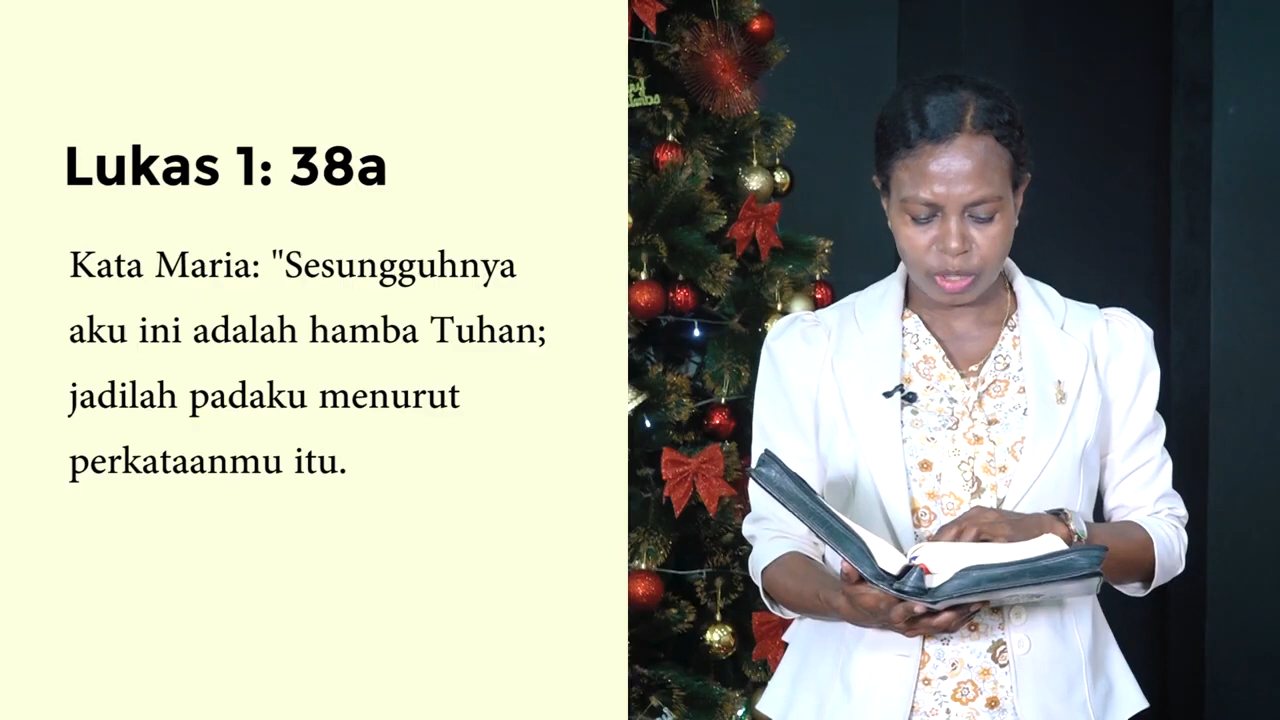 Lukas 1: 38a
Kata Maria: "Sesungguhnya
aku ini adalah hamba Tuhan;
jadilah padaku menurut
perkataanmu itu.